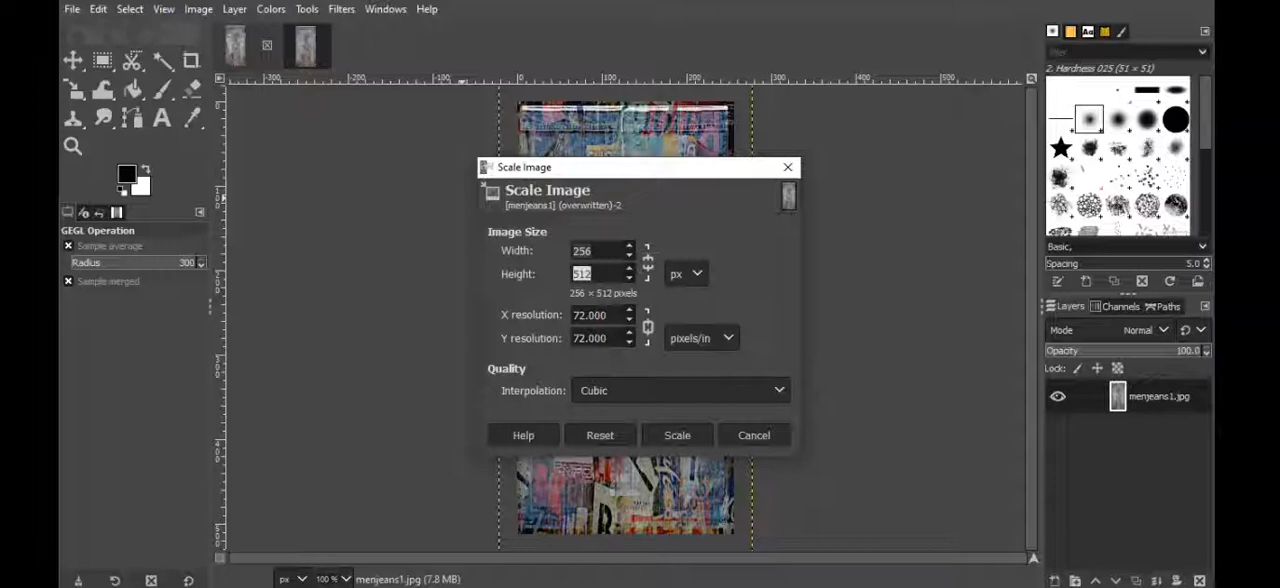 File Edit Select View Image Layer Colors Tools Filters Windows Help
-300 -200 -100 0 100 200 300 400 500
2. Hardness 025 (51 × 51)
Scale Image
Scale Image
[menjeans1] (overwritten)-2
Image Size
Width: 256
Height: 512 px
256 × 512 pixels
X resolution: 72.000
Y resolution: 72.000 pixels/in
Quality
Interpolation: Cubic
Help Reset Scale Cancel
GEGL Operation
Sample average
Radius 300
Sample merged
Basic,
Spacing 5.0
Layers Channels Paths
Mode Normal
Opacity 100.0
Lock:
menjeans1.jpg
px 100 % menjeans1.jpg (7.8 MB)